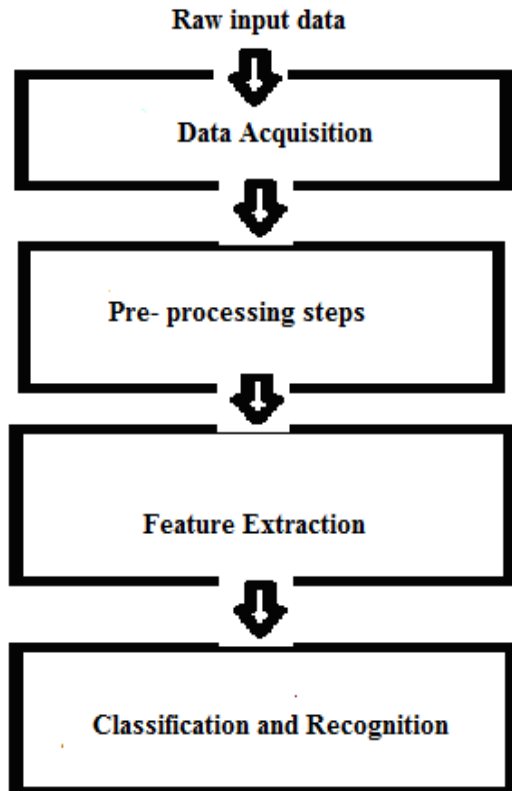 Raw input data
Data Acquisition
Pre- processing steps
Feature Extraction
Classification and Recognition